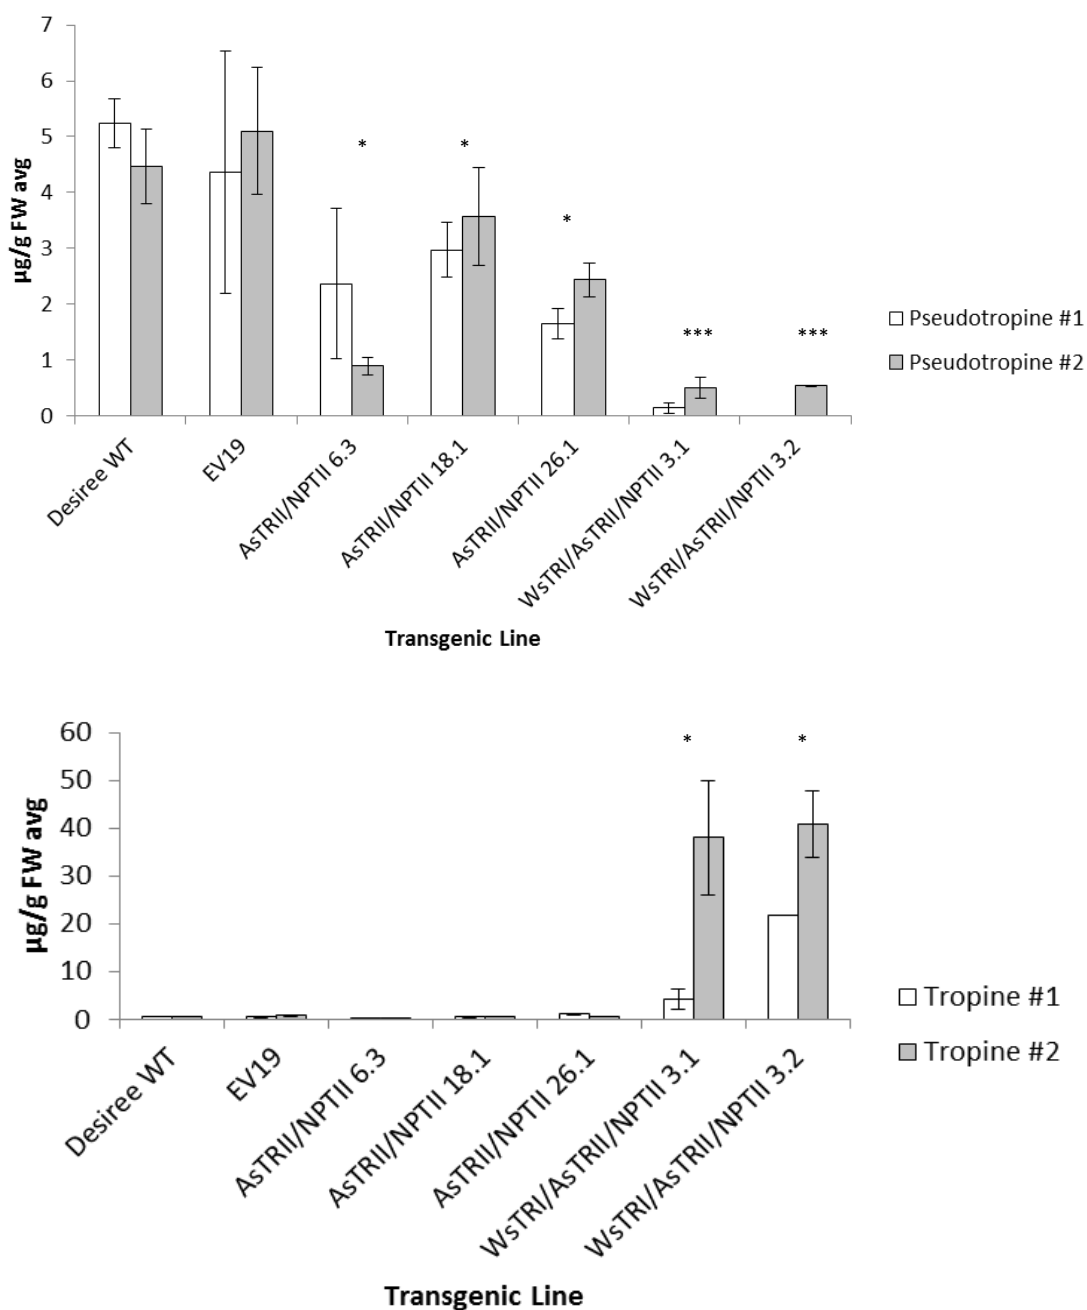 7
6
5
4
3
2
1
0
µg/g FW avg
*
*
*
***
***
Pseudotropine #1
Pseudotropine #2
Desiree WT
EV19
AsTRII/NPTII 6.3
AsTRII/NPTII 18.1
AsTRII/NPTII 26.1
WsTRI/AsTRII/NPTII 3.1
WsTRI/AsTRII/NPTII 3.2
Transgenic Line
60
50
40
30
20
10
0
µg/g FW avg
*
*
Tropine #1
Tropine #2
Desiree WT
EV19
AsTRII/NPTII 6.3
AsTRII/NPTII 18.1
AsTRII/NPTII 26.1
WsTRI/AsTRII/NPTII 3.1
WsTRI/AsTRII/NPTII 3.2
Transgenic Line